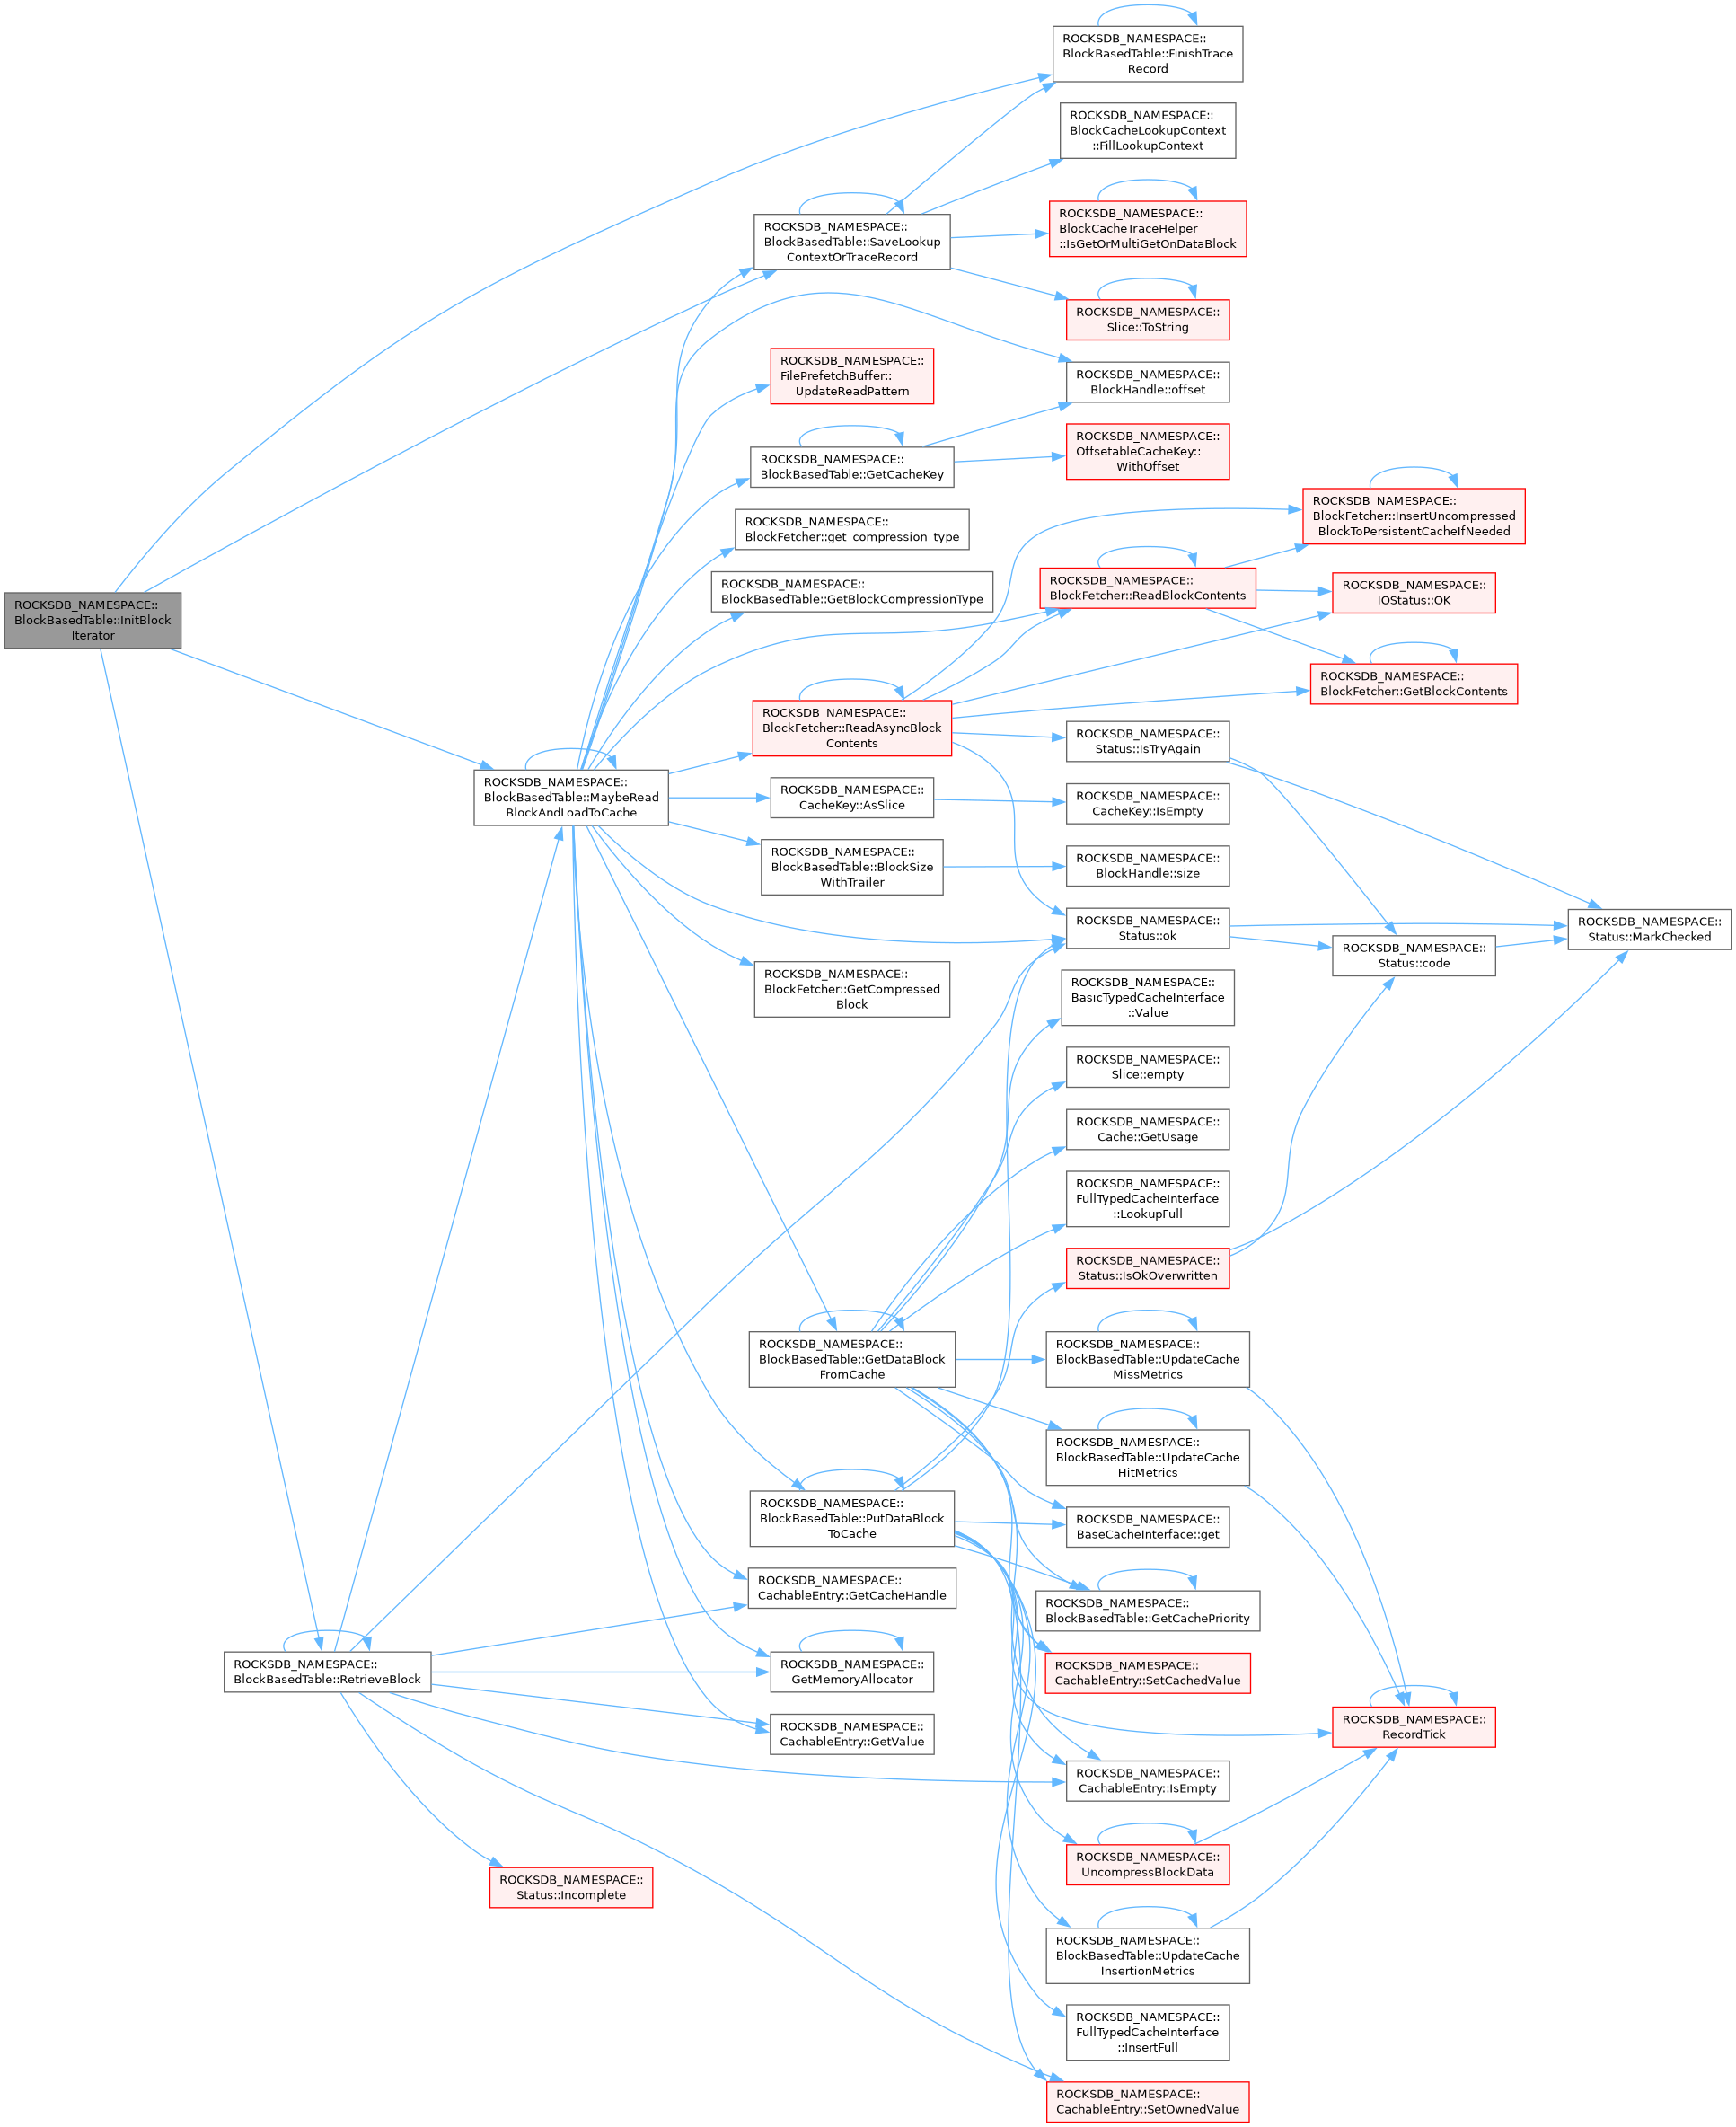 ROCKSDB_NAMESPACE::
BlockBasedTable::FinishTrace
Record
ROCKSDB_NAMESPACE::
BlockCacheLookupContext
::FillLookupContext
ROCKSDB_NAMESPACE::
BlockCacheTraceHelper
::IsGetOrMultiGetOnDataBlock
ROCKSDB_NAMESPACE::
BlockBasedTable::SaveLookup
ContextOrTraceRecord
ROCKSDB_NAMESPACE::
Slice::ToString
ROCKSDB_NAMESPACE::
FilePrefetchBuffer::
UpdateReadPattern
ROCKSDB_NAMESPACE::
BlockHandle::offset
ROCKSDB_NAMESPACE::
BlockBasedTable::GetCacheKey
ROCKSDB_NAMESPACE::
OffsetableCacheKey::
WithOffset
ROCKSDB_NAMESPACE::
BlockFetcher::get_compression_type
ROCKSDB_NAMESPACE::
BlockFetcher::InsertUncompressed
BlockToPersistentCacheIfNeeded
ROCKSDB_NAMESPACE::
BlockBasedTable::GetBlockCompressionType
ROCKSDB_NAMESPACE::
BlockFetcher::ReadBlockContents
ROCKSDB_NAMESPACE::
IOStatus::OK
ROCKSDB_NAMESPACE::
BlockBasedTable::InitBlock
Iterator
ROCKSDB_NAMESPACE::
BlockFetcher::GetBlockContents
ROCKSDB_NAMESPACE::
BlockFetcher::ReadAsyncBlock
Contents
ROCKSDB_NAMESPACE::
Status::IsTryAgain
ROCKSDB_NAMESPACE::
BlockBasedTable::MaybeRead
BlockAndLoadToCache
ROCKSDB_NAMESPACE::
CacheKey::AsSlice
ROCKSDB_NAMESPACE::
CacheKey::IsEmpty
ROCKSDB_NAMESPACE::
BlockBasedTable::BlockSize
WithTrailer
ROCKSDB_NAMESPACE::
BlockHandle::size
ROCKSDB_NAMESPACE::
Status::ok
ROCKSDB_NAMESPACE::
Status::MarkChecked
ROCKSDB_NAMESPACE::
Status::code
ROCKSDB_NAMESPACE::
BlockFetcher::GetCompressed
Block
ROCKSDB_NAMESPACE::
BasicTypedCacheInterface
::Value
ROCKSDB_NAMESPACE::
Slice::empty
ROCKSDB_NAMESPACE::
Cache::GetUsage
ROCKSDB_NAMESPACE::
FullTypedCacheInterface
::LookupFull
ROCKSDB_NAMESPACE::
Status::IsOkOverwritten
ROCKSDB_NAMESPACE::
BlockBasedTable::GetDataBlock
FromCache
ROCKSDB_NAMESPACE::
BlockBasedTable::UpdateCache
MissMetrics
ROCKSDB_NAMESPACE::
BlockBasedTable::UpdateCache
HitMetrics
ROCKSDB_NAMESPACE::
BlockBasedTable::PutDataBlock
ToCache
ROCKSDB_NAMESPACE::
BaseCacheInterface::get
ROCKSDB_NAMESPACE::
CachableEntry::GetCacheHandle
ROCKSDB_NAMESPACE::
BlockBasedTable::GetCachePriority
ROCKSDB_NAMESPACE::
BlockBasedTable::RetrieveBlock
ROCKSDB_NAMESPACE::
GetMemoryAllocator
ROCKSDB_NAMESPACE::
CachableEntry::SetCachedValue
ROCKSDB_NAMESPACE::
CachableEntry::GetValue
ROCKSDB_NAMESPACE::
RecordTick
ROCKSDB_NAMESPACE::
CachableEntry::IsEmpty
ROCKSDB_NAMESPACE::
UncompressBlockData
ROCKSDB_NAMESPACE::
Status::Incomplete
ROCKSDB_NAMESPACE::
BlockBasedTable::UpdateCache
InsertionMetrics
ROCKSDB_NAMESPACE::
FullTypedCacheInterface
::InsertFull
ROCKSDB_NAMESPACE::
CachableEntry::SetOwnedValue